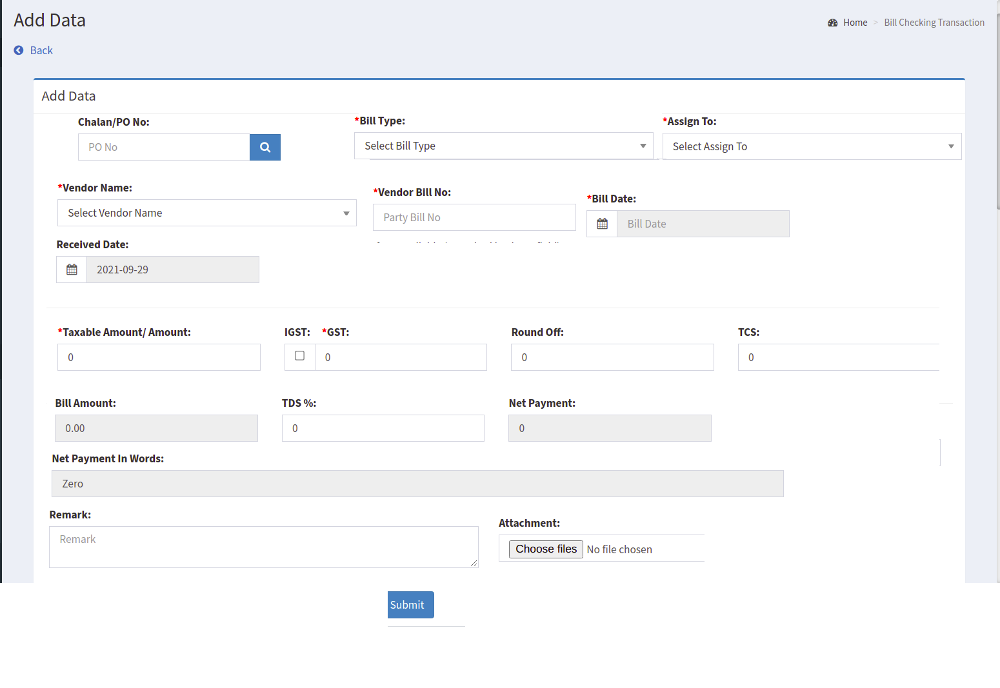 Add Data
Home > Bill Checking Transaction
Back
Add Data
Chalan/PO No: *Bill Type: *Assign To:
PO No Select Bill Type Select Assign To
*Vendor Name: *Vendor Bill No: *Bill Date:
Select Vendor Name Party Bill No Bill Date
Received Date:
2021-09-29
*Taxable Amount/ Amount: IGST: *GST: Round Off: TCS:
0 0 0 0
Bill Amount: TDS %: Net Payment:
0.00 0 0
Net Payment In Words:
Zero
Remark: Attachment:
Remark Choose files No file chosen
Submit